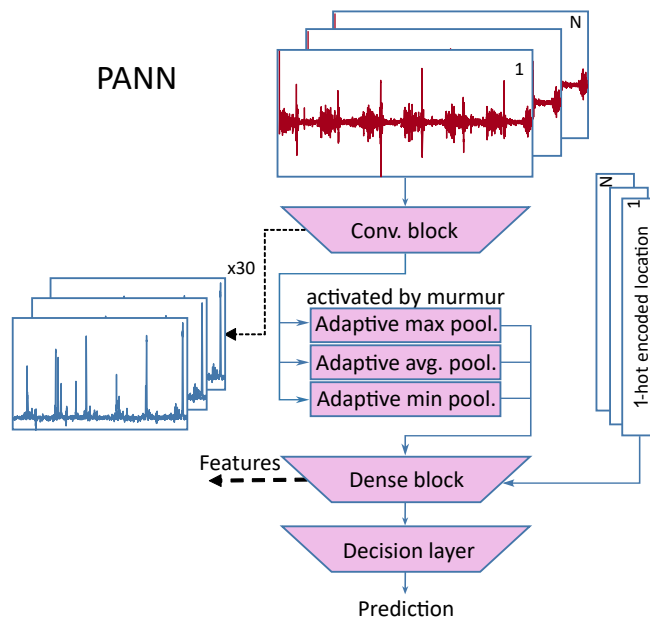 N
1
PANN
Conv. block
N
1
1-hot encoded location
x30
activated by murmur
Adaptive max pool.
Adaptive avg. pool.
Adaptive min pool.
Features
Dense block
Decision layer
Prediction